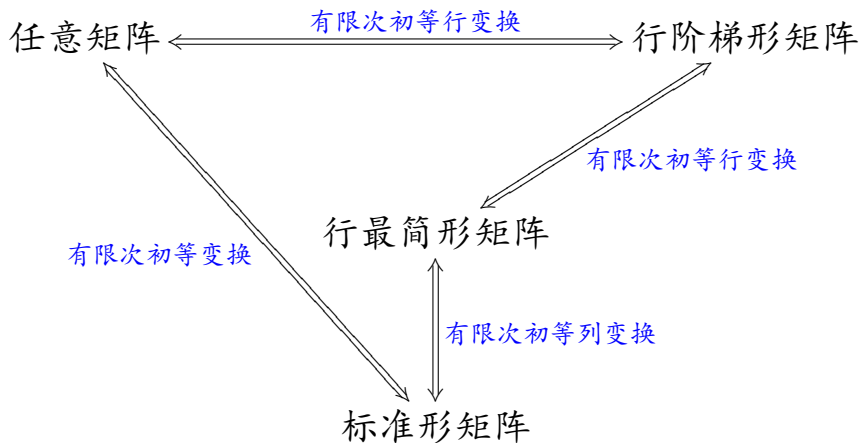 有限次初等行变换
任意矩阵
行阶梯形矩阵
有限次初等行变换
行最简形矩阵
有限次初等变换
有限次初等列变换
标准形矩阵